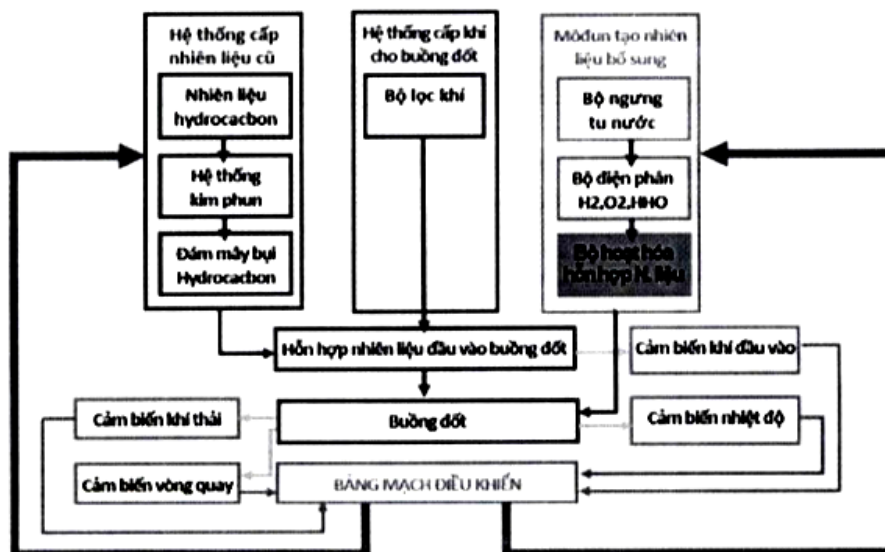 Hệ thống cấp
nhiên liệu cũ
Nhiên liệu
hydrocacbon
Hệ thống
kim phun
Đám mây bụi
Hydrocacbon
Hệ thống cấp khí
cho buồng đốt
Bộ lọc khí
Môđun tạo nhiên
liệu bổ sung
Bộ ngưng
tu nước
Bộ điện phân
H2,O2,HHO
Bộ hoạt hóa
hỗn hợp N. liệu
Hỗn hợp nhiên liệu đầu vào buồng đốt
Cảm biến khí đầu vào
Cảm biến khí thải
Buồng đốt
Cảm biến nhiệt độ
Cảm biến vòng quay
BẢNG MẠCH ĐIỀU KHIỂN